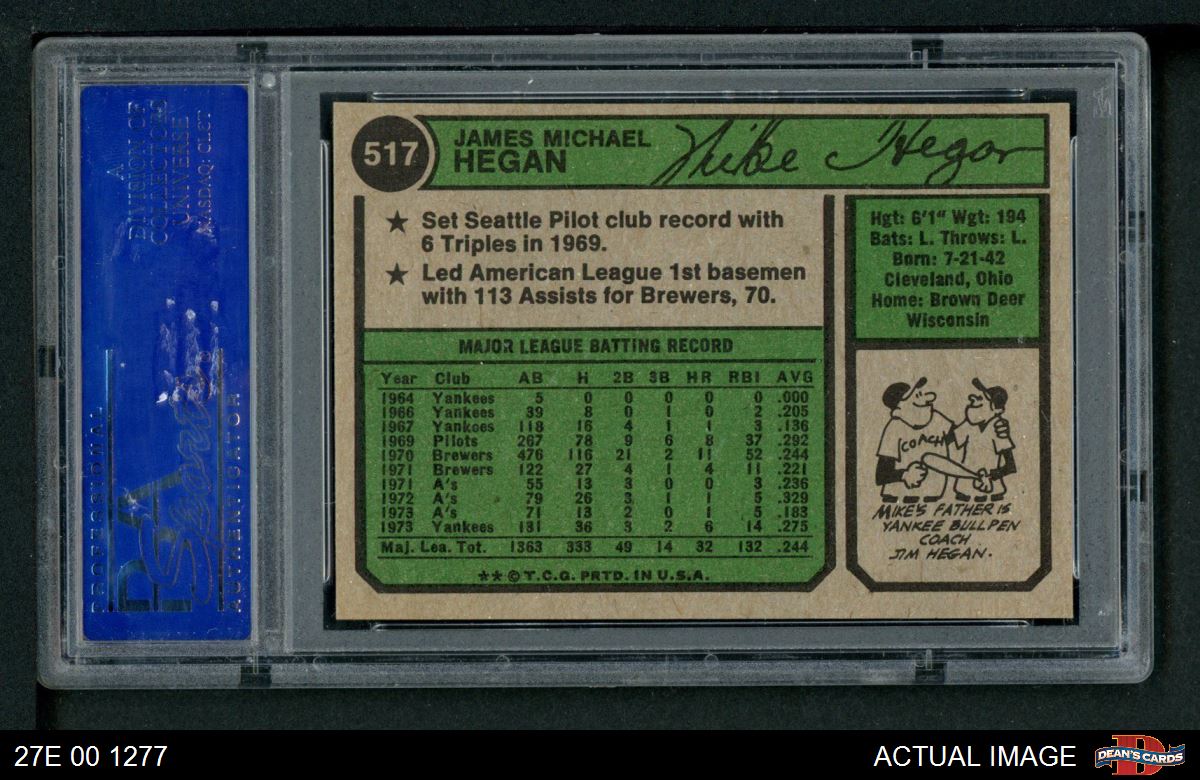 517
JAMES MICHAEL
HEGAN
Mike Hegan
★ Set Seattle Pilot club record with
6 Triples in 1969.
★ Led American League 1st basemen
with 113 Assists for Brewers, 70.
Hgt: 6'1" Wgt: 194
Bats: L. Throws: L.
Born: 7-21-42
Cleveland, Ohio
Home: Brown Deer
Wisconsin
MAJOR LEAGUE BATTING RECORD
Year Club AB H 2B 3B HR RBI AVG
1964 Yankees 5 0 0 0 0 0 .000
1966 Yankees 39 8 0 1 0 2 .205
1967 Yankees 118 16 4 1 1 3 .136
1969 Pilots 267 78 9 6 8 37 .292
1970 Brewers 476 116 21 2 11 52 .244
1971 Brewers 122 27 4 1 4 11 .221
1971 A's 55 13 3 0 0 3 .236
1972 A's 79 26 3 1 1 5 .329
1973 A's 71 13 2 0 1 5 .183
1973 Yankees 131 36 3 2 6 14 .275
Maj. Lea. Tot. 1363 333 49 14 32 132 .244
**©T.C.G. PRTD. IN U.S.A.
COACH
MIKE'S FATHER IS
YANKEE BULLPEN
COACH
JIM HEGAN.
A
DIVISION OF
COLLECTORS
UNIVERSE
NASDAQ: CLCT
PROFESSIONAL
PSA
Sports
AUTHENTICATOR
27E 00 1277
ACTUAL IMAGE
DEAN'S CARDS